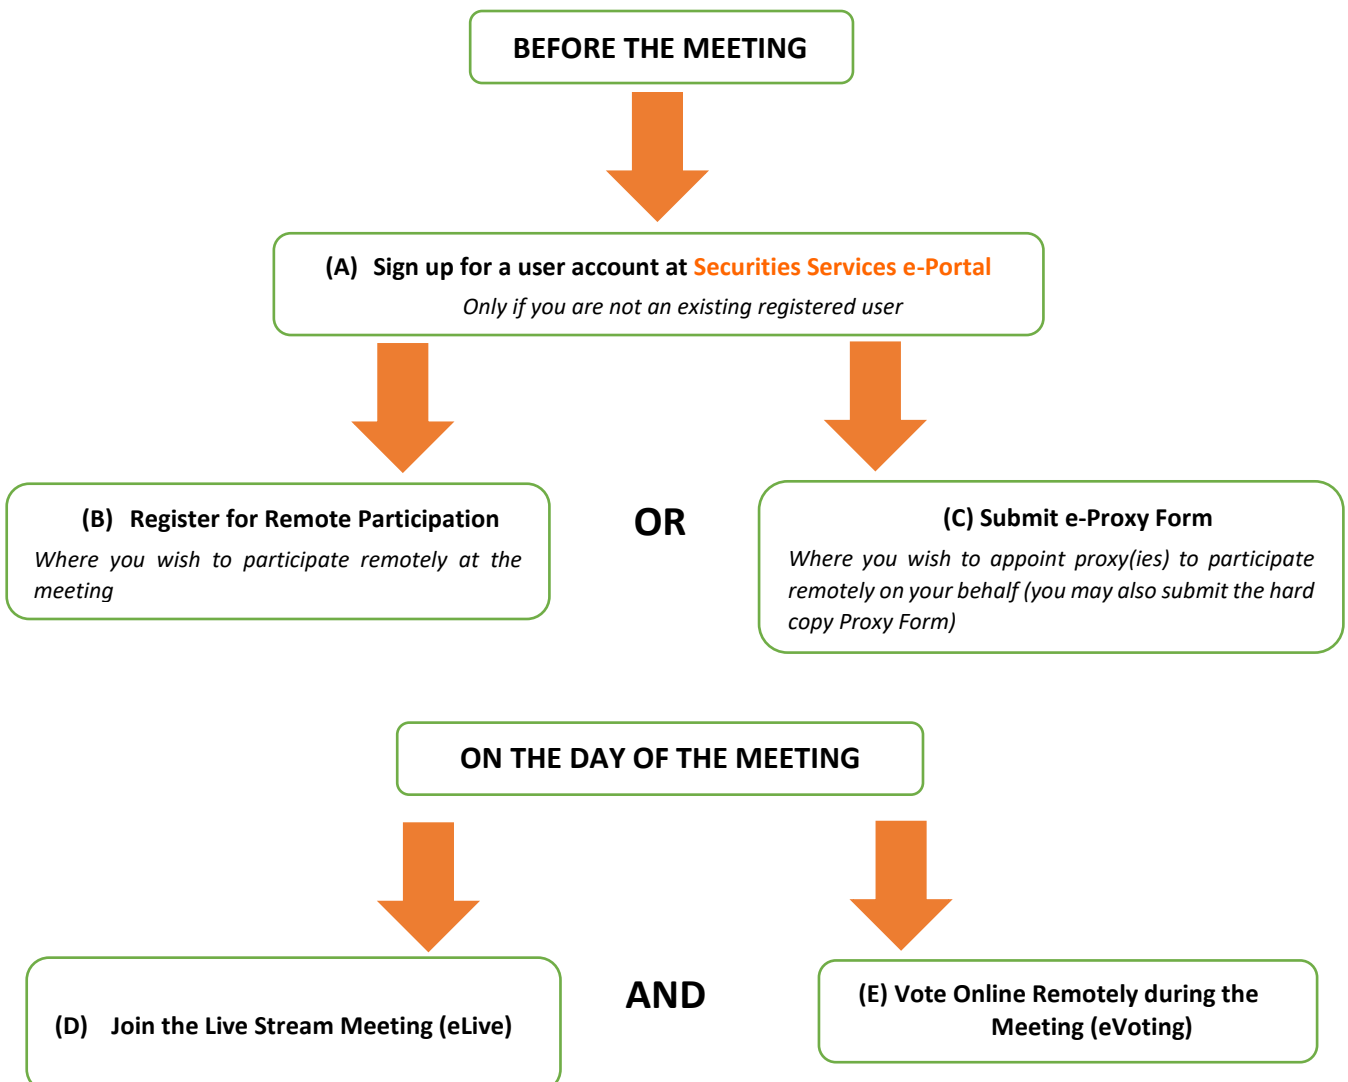 BEFORE THE MEETING
(A) Sign up for a user account at Securities Services e-Portal
Only if you are not an existing registered user
(B) Register for Remote Participation
Where you wish to participate remotely at the
meeting
OR
(C) Submit e-Proxy Form
Where you wish to appoint proxy(ies) to participate
remotely on your behalf (you may also submit the hard
copy Proxy Form)
ON THE DAY OF THE MEETING
(D) Join the Live Stream Meeting (eLive)
AND
(E) Vote Online Remotely during the
Meeting (eVoting)